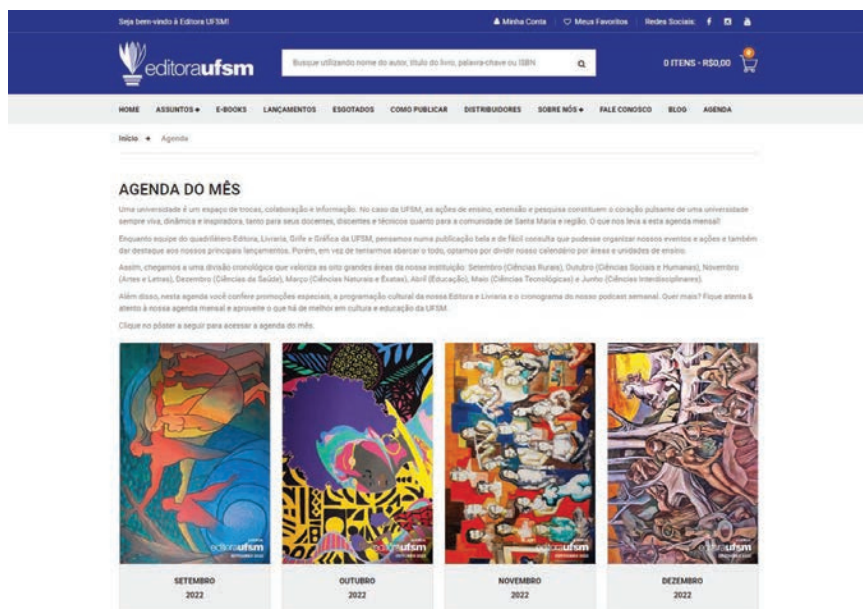 Seja bem-vindo à Editora UFSM!
Minha Conta
Meus Favoritos
Redes Sociais:
editoraufsm
Busque utilizando nome do autor, título do livro, palavra-chave ou ISBN
0 ITENS - R$0,00
0
HOME ASSUNTOS E-BOOKS LANÇAMENTOS ESGOTADOS COMO PUBLICAR DISTRIBUIDORES SOBRE NÓS FALE CONOSCO BLOG AGENDA
Início Agenda
AGENDA DO MÊS
Uma universidade é um espaço de trocas, colaboração e informação. No caso da UFSM, as ações de ensino, extensão e pesquisa constituem o coração pulsante de uma universidade
sempre viva, dinâmica e inspiradora, tanto para seus docentes, discentes e técnicos quanto para a comunidade de Santa Maria e região. O que nos leva a esta agenda mensal!
Enquanto equipe do quadrilátero Editora, Livraria, Grife e Gráfica da UFSM, pensamos numa publicação bela e de fácil consulta que pudesse organizar nossos eventos e ações e também
dar destaque aos nossos principais lançamentos. Porém, em vez de tentarmos abarcar o todo, optamos por dividir nosso calendário por áreas e unidades de ensino.
Assim, chegamos a uma divisão cronológica que valoriza as oito grandes áreas da nossa instituição: Setembro (Ciências Rurais), Outubro (Ciências Sociais e Humanas), Novembro
(Artes e Letras), Dezembro (Ciências da Saúde), Março (Ciências Naturais e Exatas), Abril (Educação), Maio (Ciências Tecnológicas) e Junho (Ciências Interdisciplinares).
Além disso, nesta agenda você confere promoções especiais, a programação cultural da nossa Editora e Livraria e o cronograma do nosso podcast semanal. Quer mais? Fique atenta &
atento à nossa agenda mensal e aproveite o que há de melhor em cultura e educação da UFSM.
Clique no pôster a seguir para acessar a agenda do mês.
editoraufsm
editoraufsm
editoraufsm
editoraufsm
SETEMBRO
2022
OUTUBRO
2022
NOVEMBRO
2022
DEZEMBRO
2022